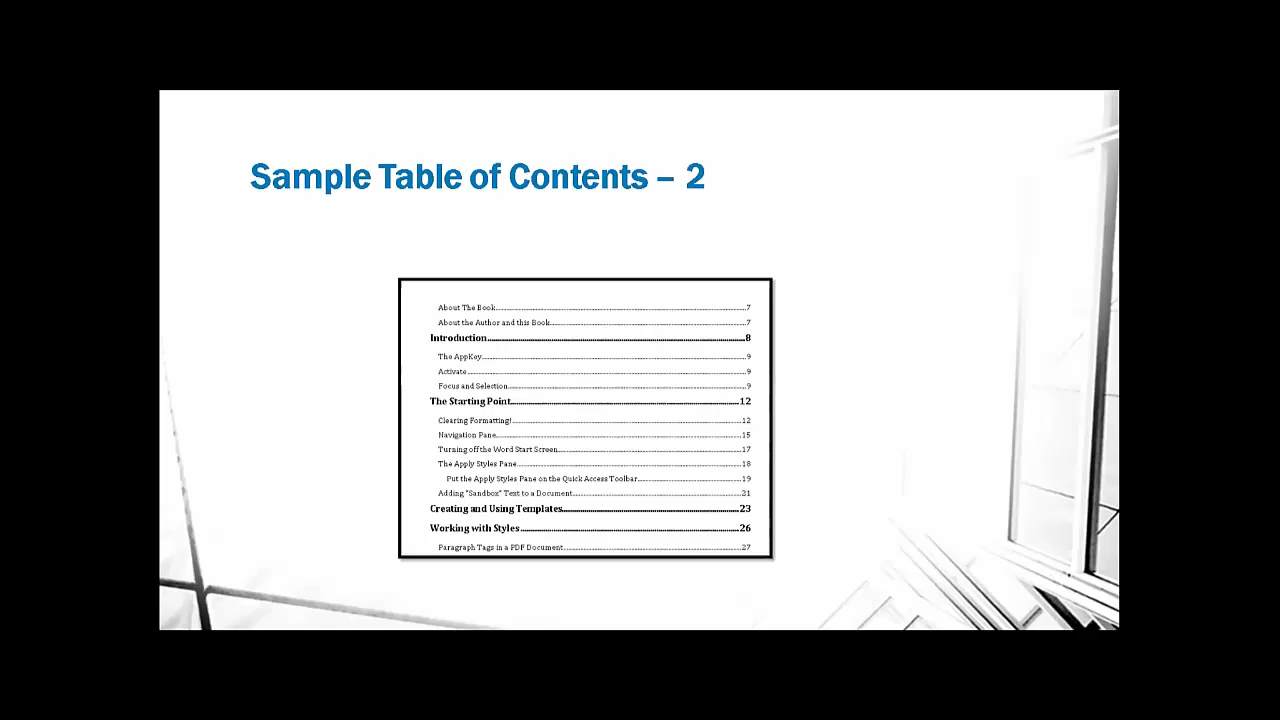 Sample Table of Contents – 2
About The Book 7
About the Author and this Book 7
Introduction 8
The AppKey 9
Activate 9
Focus and Selection 9
The Starting Point 12
Clearing Formatting! 12
Navigation Pane 15
Turning off the Word Start Screen 17
The Apply Styles Pane 18
Put the Apply Styles Pane on the Quick Access Toolbar 19
Adding "Sandbox" Text to a Document 21
Creating and Using Templates 23
Working with Styles 26
Paragraph Tags in a PDF Document 27